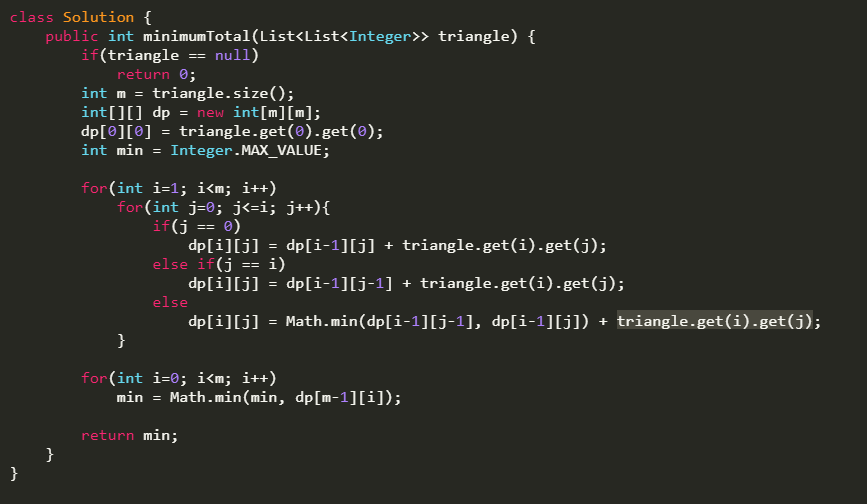 class Solution {
    public int minimumTotal(List<List<Integer>> triangle) {
        if(triangle == null)
            return 0;
        int m = triangle.size();
        int[][] dp = new int[m][m];
        dp[0][0] = triangle.get(0).get(0);
        int min = Integer.MAX_VALUE;

        for(int i=1; i<m; i++)
            for(int j=0; j<=i; j++){
                if(j == 0)
                    dp[i][j] = dp[i-1][j] + triangle.get(i).get(j);
                else if(j == i)
                    dp[i][j] = dp[i-1][j-1] + triangle.get(i).get(j);
                else
                    dp[i][j] = Math.min(dp[i-1][j-1], dp[i-1][j]) + triangle.get(i).get(j);
            }

        for(int i=0; i<m; i++)
            min = Math.min(min, dp[m-1][i]);

        return min;
    }
}